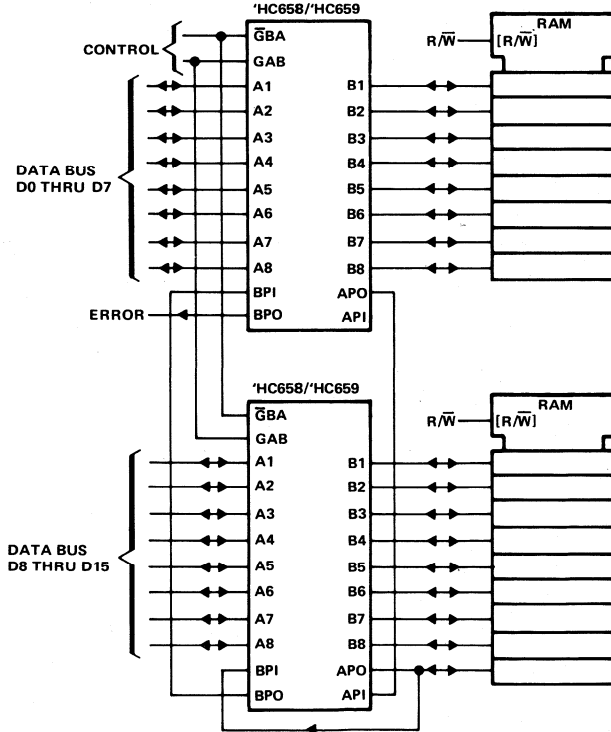 'HC658/'HC659
CONTROL
G̅BA
GAB
A1
A2
A3
A4
A5
A6
A7
A8
BPI
BPO
B1
B2
B3
B4
B5
B6
B7
B8
APO
API
DATA BUS
D0 THRU D7
ERROR
R/W̅
RAM
[R/W̅]
'HC658/'HC659
G̅BA
GAB
A1
A2
A3
A4
A5
A6
A7
A8
BPI
BPO
B1
B2
B3
B4
B5
B6
B7
B8
APO
API
DATA BUS
D8 THRU D15
R/W̅
RAM
[R/W̅]